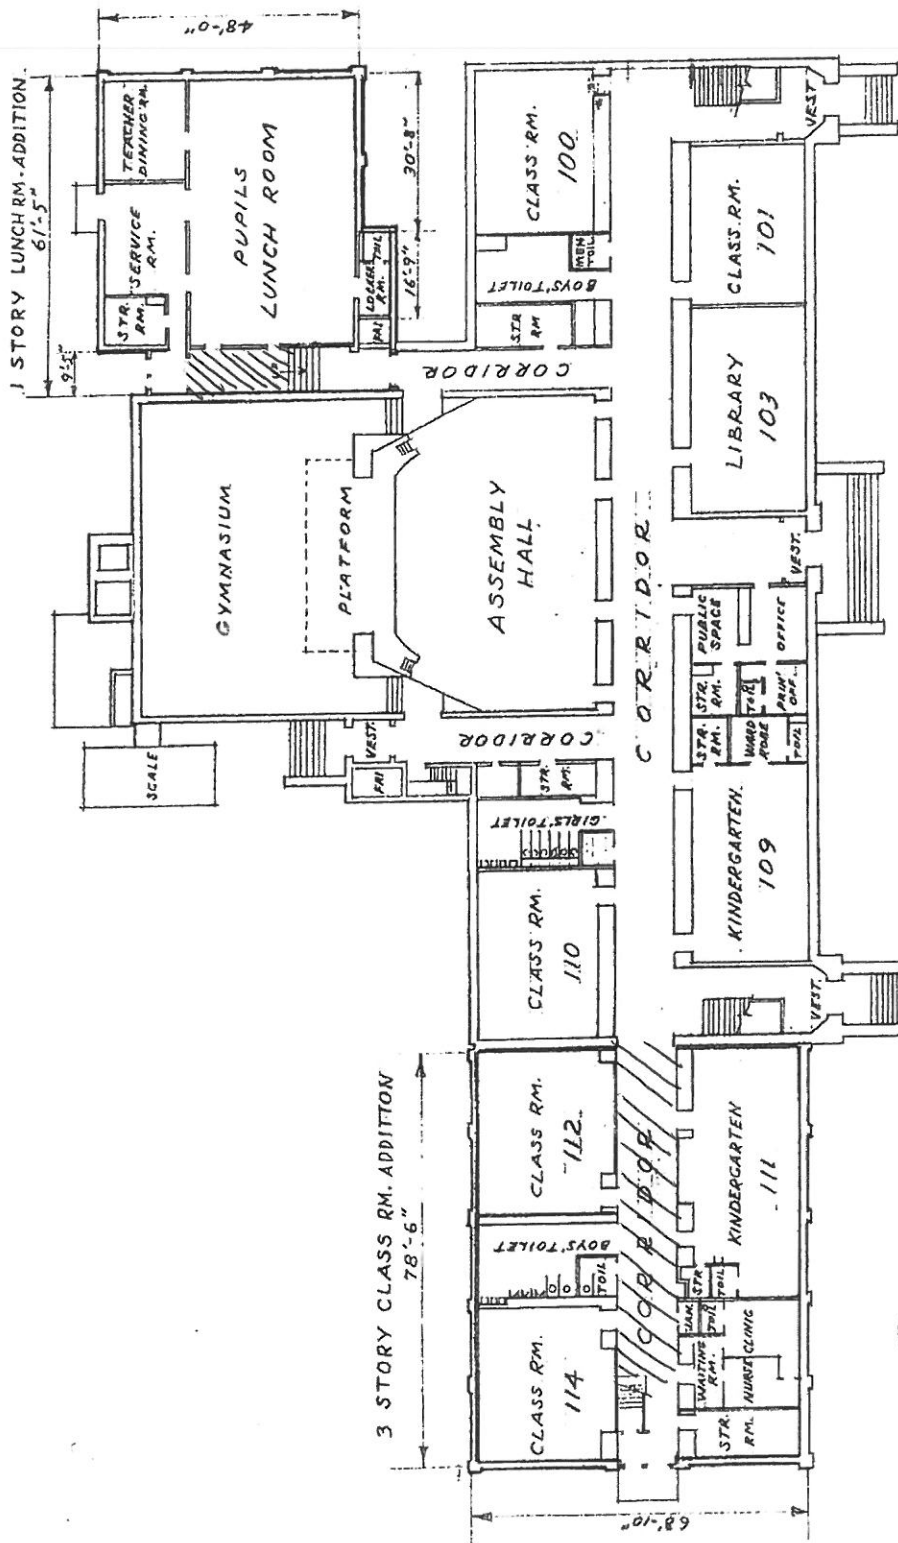 1 STORY LUNCH RM. ADDITION
61'-5"
9'-5"
48'-0"
TEACHER
DINING RM.
SERVICE
RM.
STR.
RM.
PUPILS
LUNCH ROOM
30'-8"
16'-9"
LOCKER
RM.
TOIL
SCALE
GYMNASIUM
PLATFORM
ASSEMBLY
HALL
VEST.
FAI
CORRIDOR
CORRIDOR
3 STORY CLASS RM. ADDITION
78'-6"
68'-10"
CLASS RM.
114
BOYS' TOILET
TOIL
CLASS RM.
112
CLASS RM.
110
GIRLS' TOILET
STR.
RM.
STR
RM
BOYS' TOILET
MEN
TOIL
CLASS RM.
100
CORRIDOR
CORRIDOR
STR.
RM.
WAITING
RM.
NURSE CLINIC
JAN.
TOIL
STR
TOIL
KINDERGARTEN
111
VEST.
KINDERGARTEN
109
STR.
RM.
WARD
ROBE
TOIL
STR.
RM.
PRIN'
OFF.
PUBLIC
SPACE
OFFICE
VEST.
LIBRARY
103
CLASS. RM.
101
VEST.